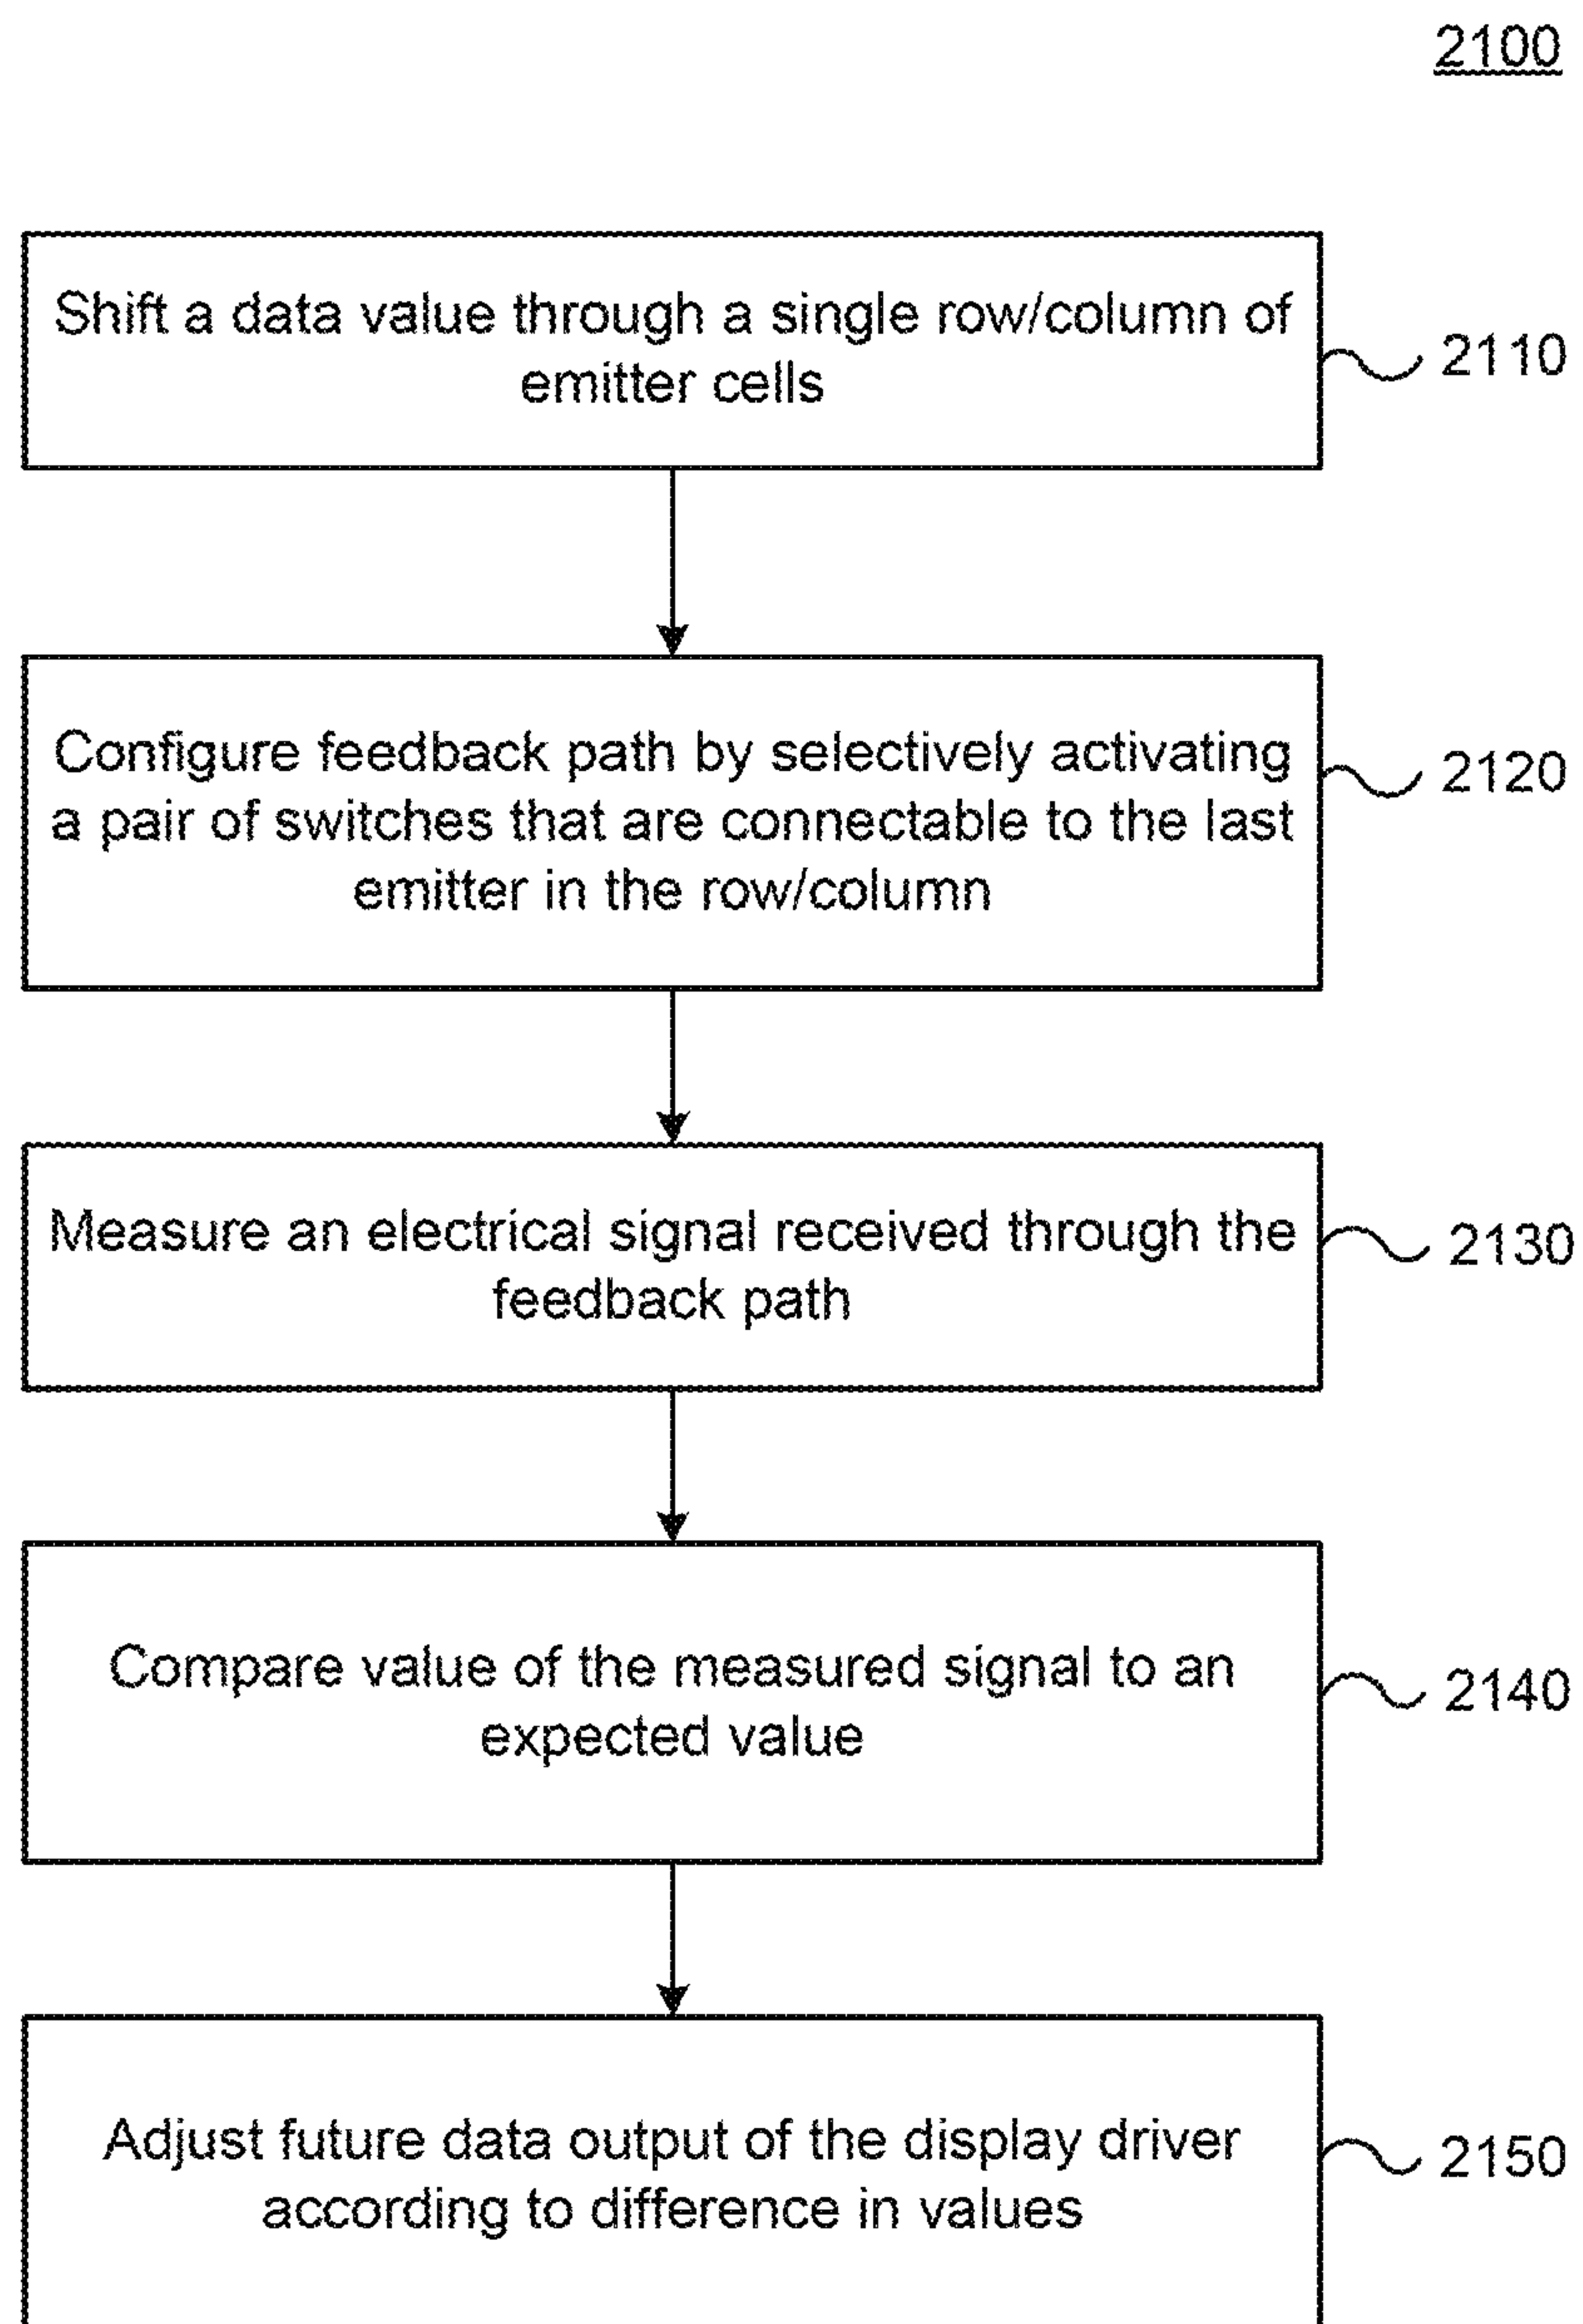 2100
Shift a data value through a single row/column of
emitter cells
2110
Configure feedback path by selectively activating
a pair of switches that are connectable to the last
emitter in the row/column
2120
Measure an electrical signal received through the
feedback path
2130
Compare value of the measured signal to an
expected value
2140
Adjust future data output of the display driver
according to difference in values
2150